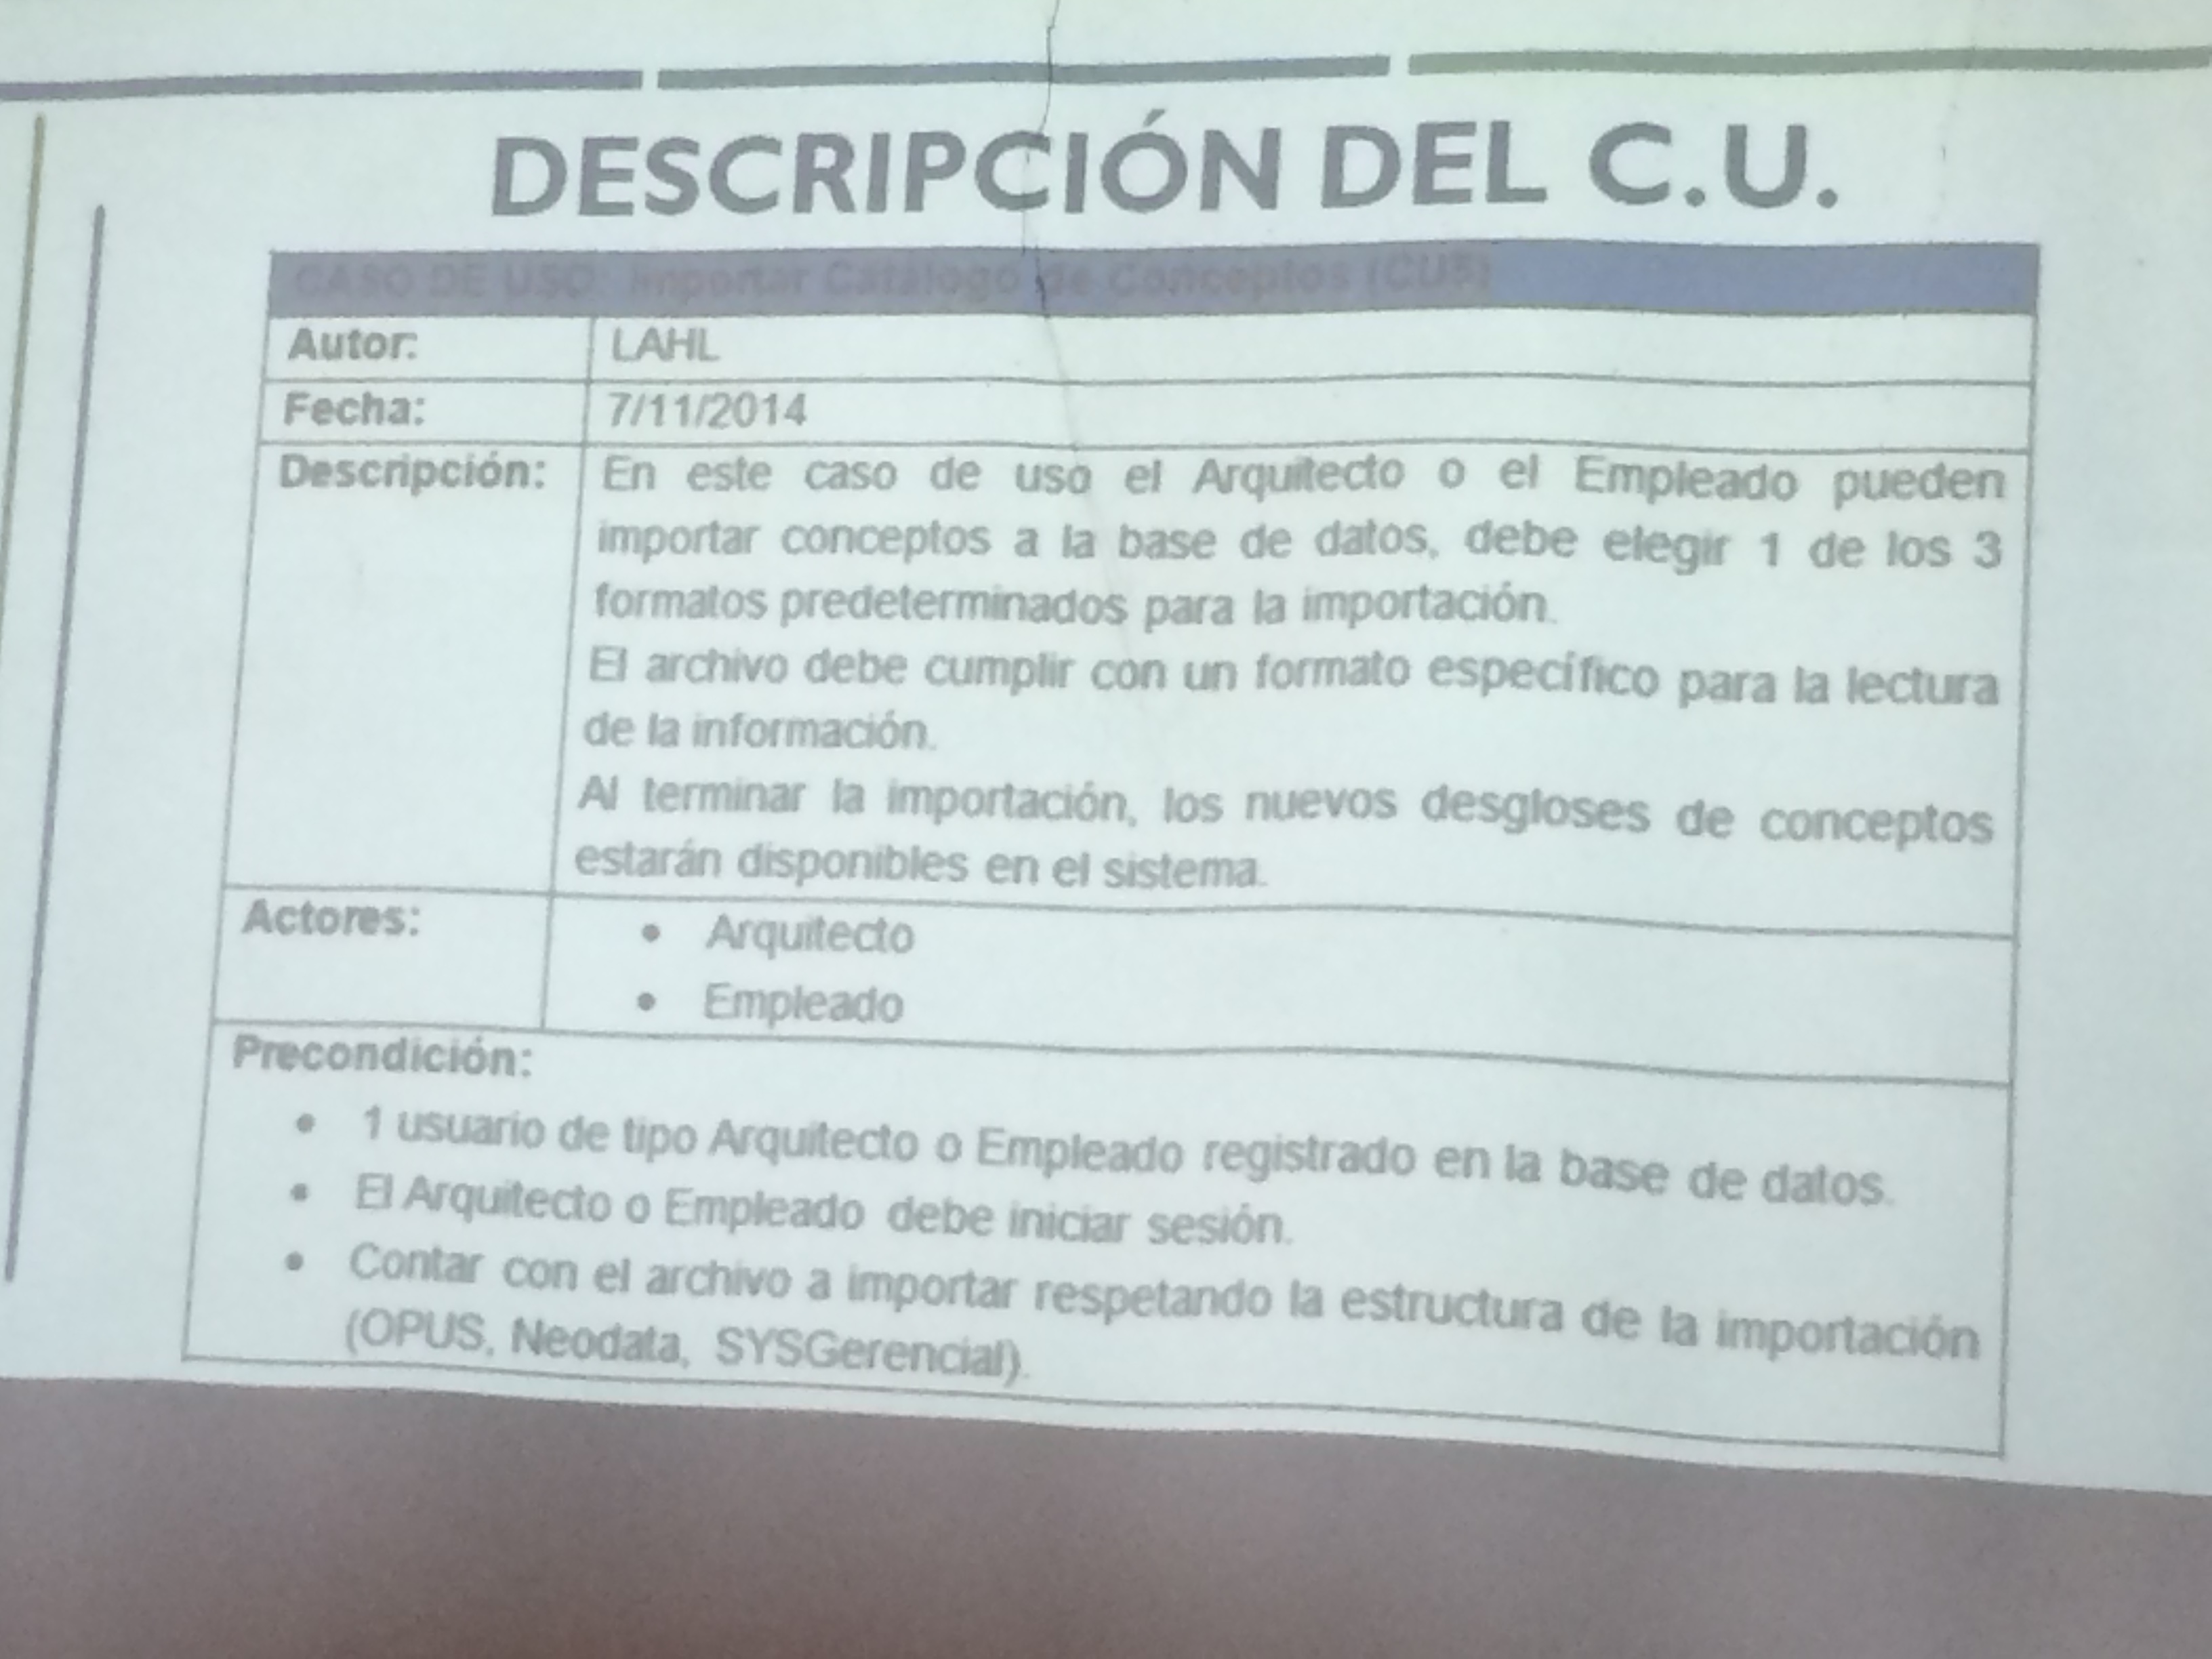 DESCRIPCIÓN DEL C.U.
CASO DE USO: Importar Catálogo de Conceptos (CU5)
Autor: LAHL
Fecha: 7/11/2014
Descripción: En este caso de uso el Arquitecto o el Empleado pueden
importar conceptos a la base de datos, debe elegir 1 de los 3
formatos predeterminados para la importación.
El archivo debe cumplir con un formato específico para la lectura
de la información.
Al terminar la importación, los nuevos desgloses de conceptos
estarán disponibles en el sistema.
Actores: • Arquitecto
• Empleado
Precondición:
• 1 usuario de tipo Arquitecto o Empleado registrado en la base de datos.
• El Arquitecto o Empleado debe iniciar sesión.
• Contar con el archivo a importar respetando la estructura de la importación
(OPUS, Neodata, SYSGerencial).